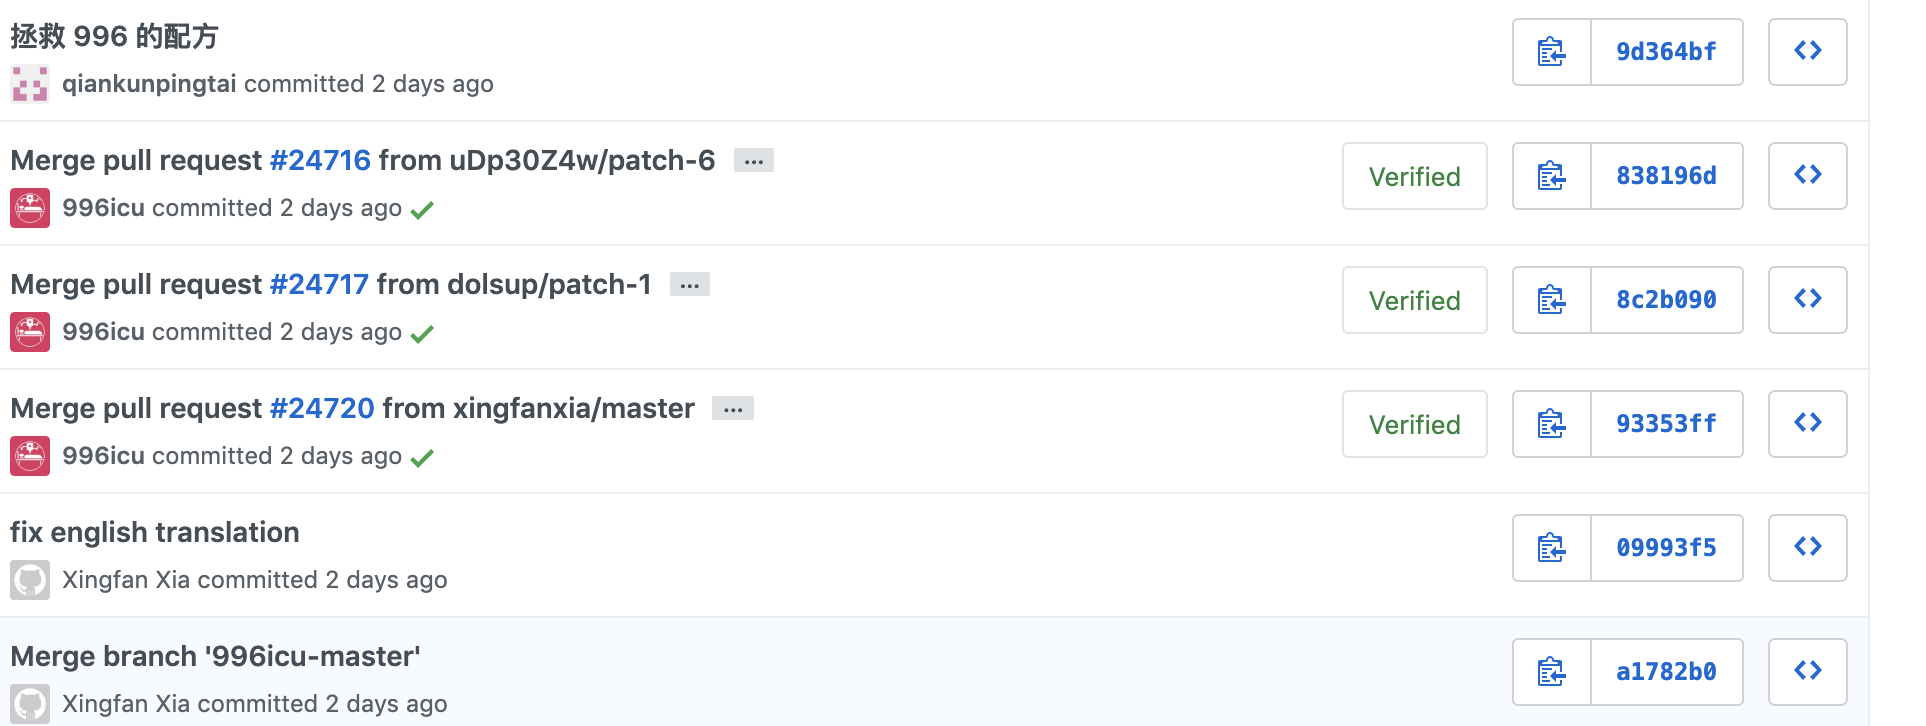 拯救 996 的配方
9d364bf
qiankunpingtai committed 2 days ago
Merge pull request #24716 from uDp30Z4w/patch-6 ...
Verified
838196d
996icu committed 2 days ago
Merge pull request #24717 from dolsup/patch-1 ...
Verified
8c2b090
996icu committed 2 days ago
Merge pull request #24720 from xingfanxia/master ...
Verified
93353ff
996icu committed 2 days ago
fix english translation
09993f5
Xingfan Xia committed 2 days ago
Merge branch '996icu-master'
a1782b0
Xingfan Xia committed 2 days ago